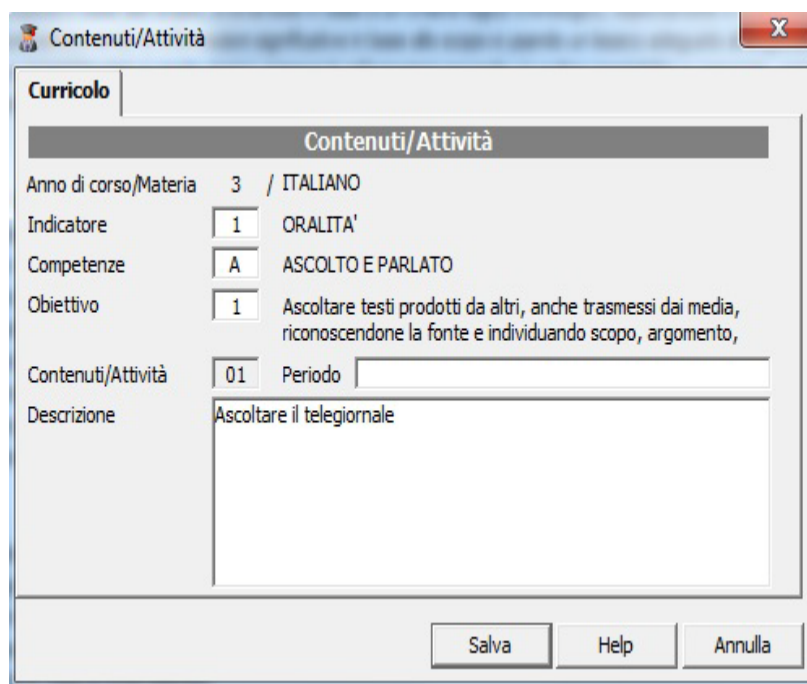 Contenuti/Attività
X
Curricolo
Contenuti/Attività
Anno di corso/Materia 3 / ITALIANO
Indicatore 1 ORALITA'
Competenze A ASCOLTO E PARLATO
Obiettivo 1 Ascoltare testi prodotti da altri, anche trasmessi dai media,
riconoscendone la fonte e individuando scopo, argomento,
Contenuti/Attività 01 Periodo
Descrizione Ascoltare il telegiornale
Salva Help Annulla